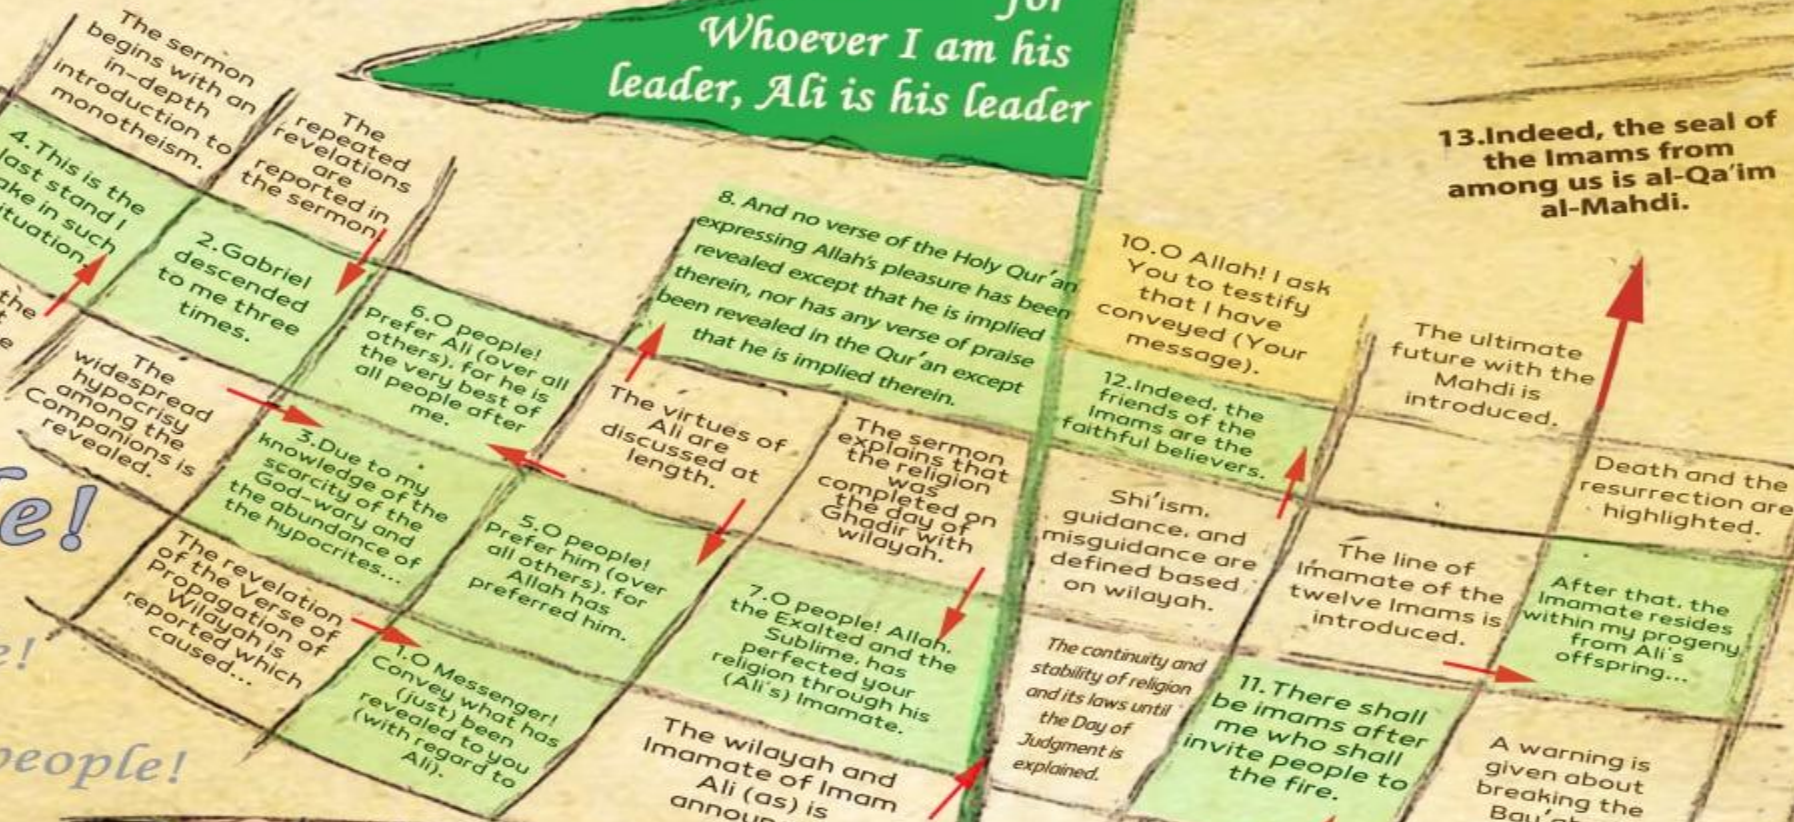 for
Whoever I am his
leader, Ali is his leader
The sermon
begins with an
in-depth
introduction to
monotheism.
The
repeated
revelations
are
reported in
the sermon.
4. This is the
last stand I
in such
2.Gabriel
descended
to me three
times.
6.O people!
Prefer Ali (over all
others), for he is
the very best of
all people after
me.
8. And no verse of the Holy Qur'an
expressing Allah's pleasure has been
revealed except that he is implied
therein, nor has any verse of praise
been revealed in the Qur'an except
that he is implied therein.
10.O Allah! I ask
You to testify
that I have
conveyed (Your
message).
13.Indeed, the seal of
the Imams from
among us is al-Qa'im
al-Mahdi.
the
The
widespread
hypocrisy
among the
Companions is
revealed.
3.Due to my
knowledge of the
scarcity of the
God-wary and
the abundance of
the hypocrites...
The virtues of
Ali are
discussed at
length.
The sermon
explains that
the religion
was
completed on
the day of
Ghadir with
wilayah.
12.Indeed, the
friends of the
Imams are the
faithful believers.
The ultimate
future with the
Mahdi is
introduced.
Death and the
resurrection are
highlighted.
e!
The revelation
of the Verse of
Propagation of
Wilayah is
reported which
caused...
5.O people!
Prefer him (over
all others), for
Allah has
preferred him.
7.O people! Allah,
the Exalted and the
Sublime, has
perfected your
religion through his
(Ali's) Imamate.
Shi'ism,
guidance, and
misguidance are
defined based
on wilayah.
The line of
Imamate of the
twelve Imams is
introduced.
After that, the
Imamate resides
within my progeny
from Ali's
offspring...
e!
people!
1.O Messenger!
Convey what has
(just) been
revealed to you
(with regard to
Ali).
The wilayah and
Imamate of Imam
Ali (as) is
The continuity and
stability of religion
and its laws until
the Day of
Judgment is
explained.
11. There shall
be imams after
me who shall
invite people to
the fire.
A warning is
given about
breaking the